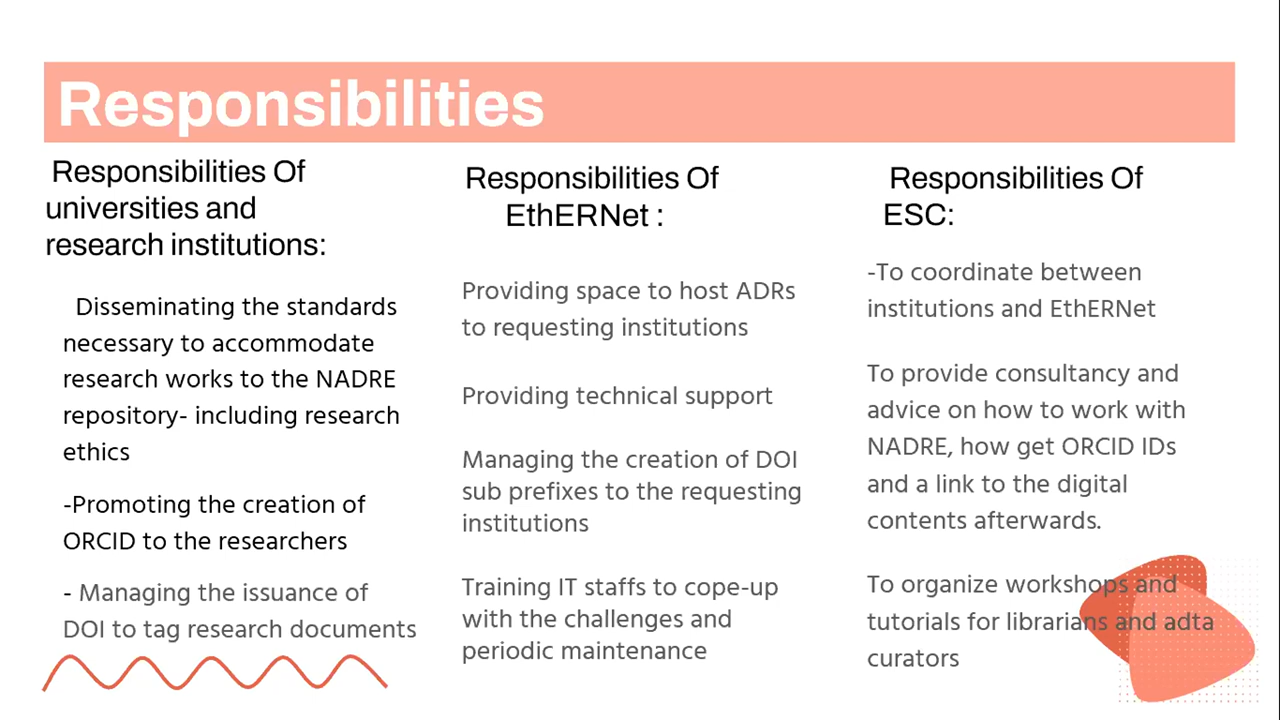 Responsibilities
Responsibilities Of
universities and
research institutions:
Disseminating the standards
necessary to accommodate
research works to the NADRE
repository- including research
ethics
-Promoting the creation of
ORCID to the researchers
- Managing the issuance of
DOI to tag research documents
Responsibilities Of
EthERNet :
Providing space to host ADRs
to requesting institutions
Providing technical support
Managing the creation of DOI
sub prefixes to the requesting
institutions
Training IT staffs to cope-up
with the challenges and
periodic maintenance
Responsibilities Of
ESC:
-To coordinate between
institutions and EthERNet
To provide consultancy and
advice on how to work with
NADRE, how get ORCID IDs
and a link to the digital
contents afterwards.
To organize workshops and
tutorials for librarians and adta
curators